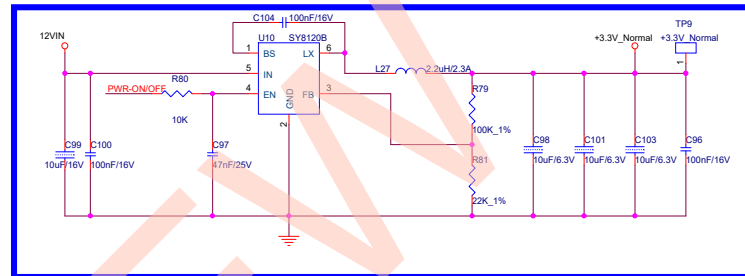 C104 100nF/16V
TP9
12VIN
U10 SY8120B
+3.3V_Normal
+3.3V_Normal
1 BS LX 6
5 IN
L27 2.2uH/2.3A
1
R80
PWR-ON/OFF
4 EN FB 3
GND
R79
10K
2
100K_1%
C99
10uF/16V
C100
100nF/16V
C97
47nF/25V
R81
22K_1%
C98
10uF/6.3V
C101
10uF/6.3V
C103
10uF/6.3V
C96
100nF/16V